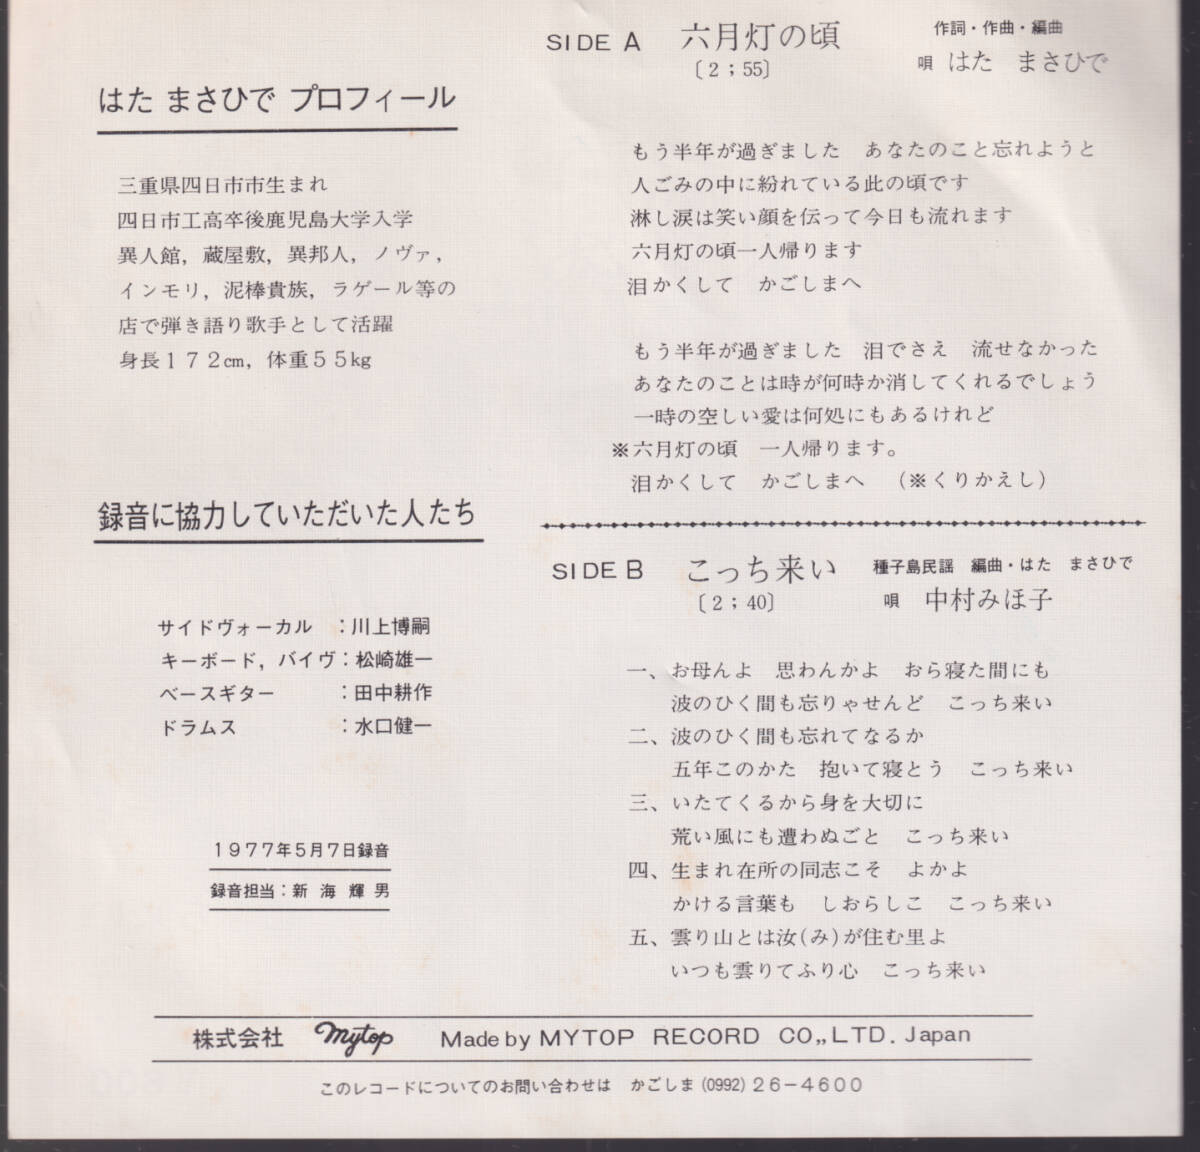 はた まさひで プロフィール
三重県四日市市生まれ
四日市工高卒後鹿児島大学入学
異人館，蔵屋敷，異邦人，ノヴァ，
インモリ，泥棒貴族，ラゲール等の
店で弾き語り歌手として活躍
身長１７２cm，体重５５kg
録音に協力していただいた人たち
サイドヴォーカル ：川上博嗣
キーボード，バイヴ：松崎雄一
ベースギター ：田中耕作
ドラムス ：水口健一
１９７７年５月７日録音
録音担当：新 海 輝 男
SIDE A 六月灯の頃 作詞・作曲・編曲
〔２；55〕 唄 はた まさひで
もう半年が過ぎました あなたのこと忘れようと
人ごみの中に紛れている此の頃です
淋し涙は笑い顔を伝って今日も流れます
六月灯の頃一人帰ります
泪かくして かごしまへ
もう半年が過ぎました 泪でさえ 流せなかった
あなたのことは時が何時か消してくれるでしょう
一時の空しい愛は何処にもあるけれど
※六月灯の頃 一人帰ります。
泪かくして かごしまへ （※くりかえし）
SIDE B こっち来い 種子島民謡 編曲・はた まさひで
〔２；40〕 唄 中村みほ子
一、お母んよ 思わんかよ おら寝た間にも
波のひく間も忘りゃせんど こっち来い
二、波のひく間も忘れてなるか
五年このかた 抱いて寝とう こっち来い
三、いたてくるから身を大切に
荒い風にも遭わぬごと こっち来い
四、生まれ在所の同志こそ よかよ
かける言葉も しおらしこ こっち来い
五、雲り山とは汝(み)が住む里よ
いつも雲りてふり心 こっち来い
株式会社 mytop Made by MYTOP RECORD CO,,LTD. Japan
このレコードについてのお問い合わせは かごしま(0992)２６−４６００